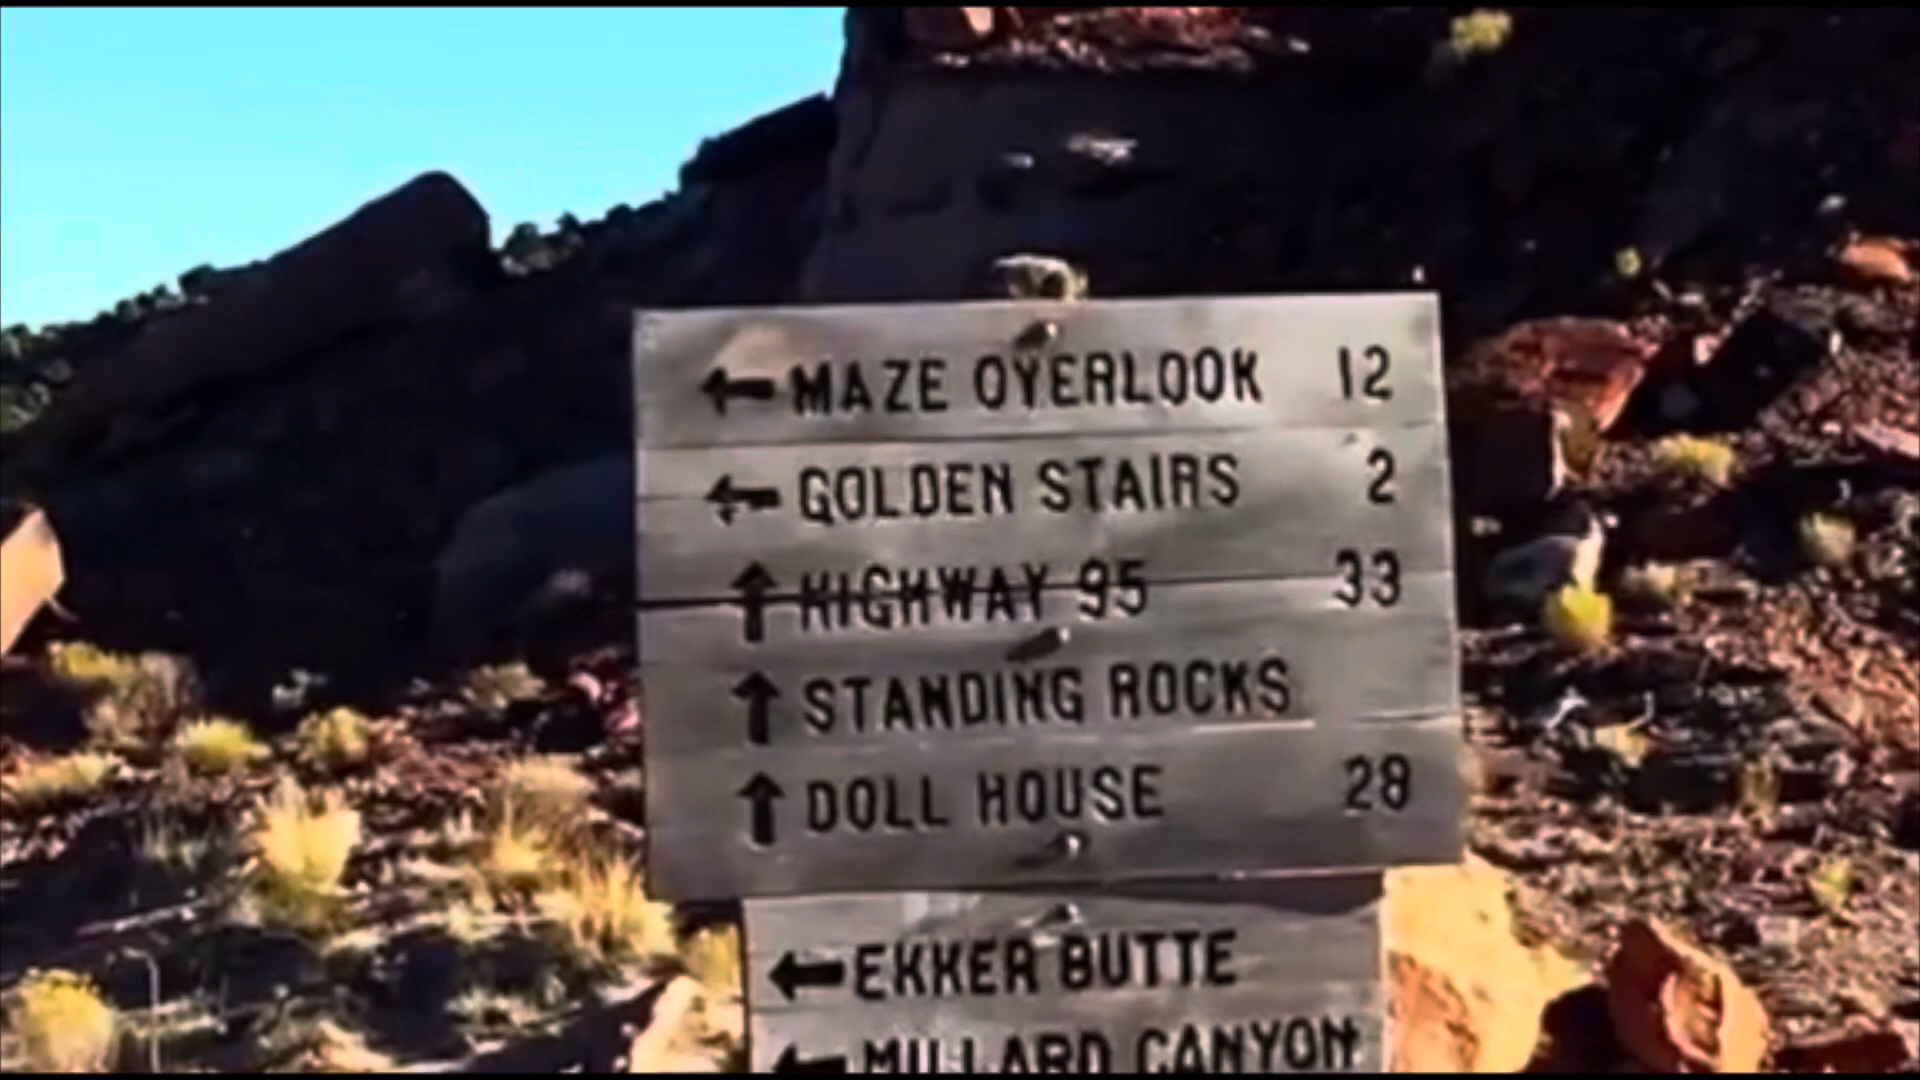 ← MAZE OVERLOOK 12
← GOLDEN STAIRS 2
↑ HIGHWAY 95 33
↑ STANDING ROCKS
↑ DOLL HOUSE 28
← EKKER BUTTE
← MILLARD CANYON